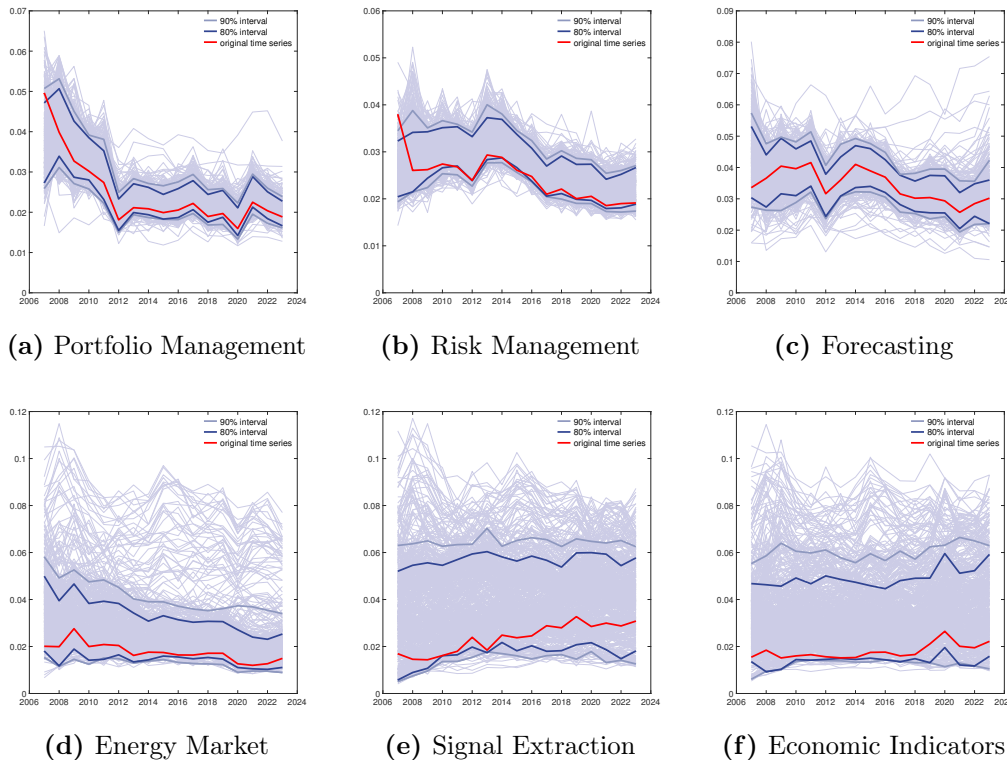 0.07
0.06
0.05
0.04
0.03
0.02
0.01
0
2006 2008 2010 2012 2014 2016 2018 2020 2022 2024
90% interval
80% interval
original time series
(a) Portfolio Management
0.06
0.05
0.04
0.03
0.02
0.01
0
2006 2008 2010 2012 2014 2016 2018 2020 2022 2024
90% interval
80% interval
original time series
(b) Risk Management
0.09
0.08
0.07
0.06
0.05
0.04
0.03
0.02
0.01
0
2006 2008 2010 2012 2014 2016 2018 2020 2022 202
90% interval
80% interval
original time series
(c) Forecasting
0.12
0.1
0.08
0.06
0.04
0.02
0
2006 2008 2010 2012 2014 2016 2018 2020 2022 2024
90% interval
80% interval
original time series
(d) Energy Market
0.12
0.1
0.08
0.06
0.04
0.02
0
2006 2008 2010 2012 2014 2016 2018 2020 2022 2024
90% interval
80% interval
original time series
(e) Signal Extraction
0.12
0.1
0.08
0.06
0.04
0.02
0
2006 2008 2010 2012 2014 2016 2018 2020 2022 202
90% interval
80% interval
original time series
(f) Economic Indicators